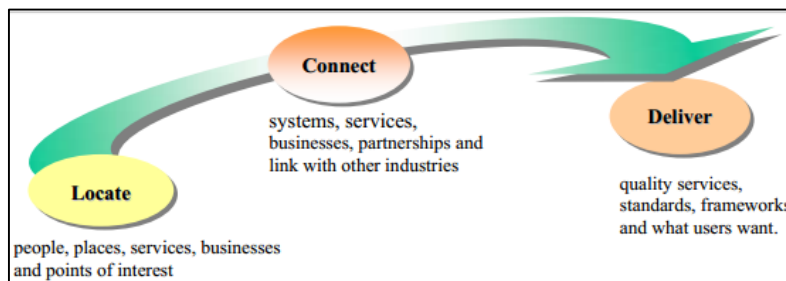 Connect
systems, services,
businesses, partnerships and
link with other industries
Deliver
quality services,
standards, frameworks
and what users want.
Locate
people, places, services, businesses
and points of interest